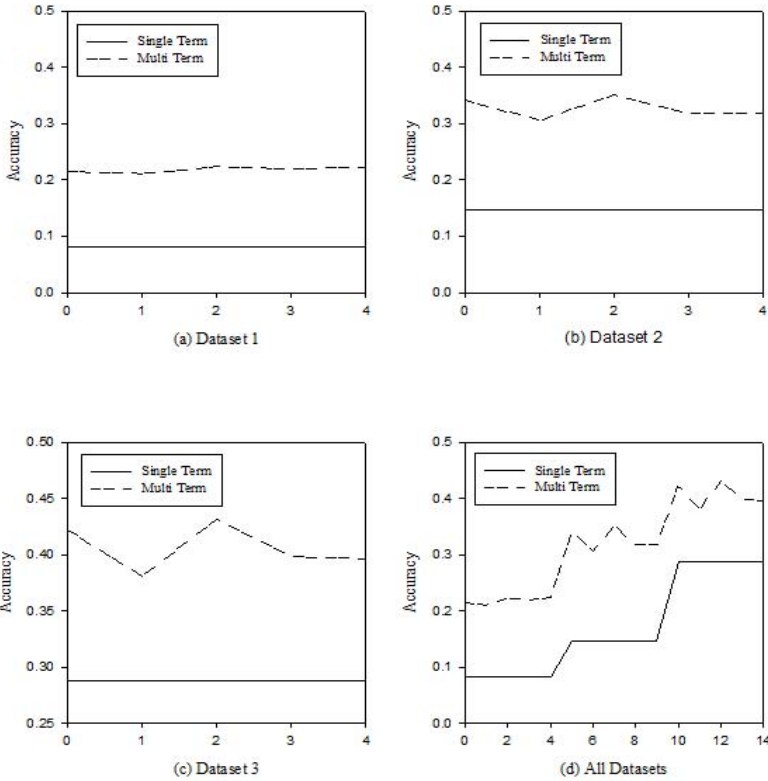 0.5
0.4
0.3
0.2
0.1
0.0
Accuracy
Single Term
Multi Term
0 1 2 3 4
(a) Dataset 1
0.5
0.4
0.3
0.2
0.1
0.0
Accuracy
Single Term
Multi Term
0 1 2 3 4
(b) Dataset 2
0.50
0.45
0.40
0.35
0.30
0.25
Accuracy
Single Term
Multi Term
0 1 2 3 4
(c) Dataset 3
0.5
0.4
0.3
0.2
0.1
0.0
Accuracy
Single Term
Multi Term
0 2 4 6 8 10 12 14
(d) All Datasets